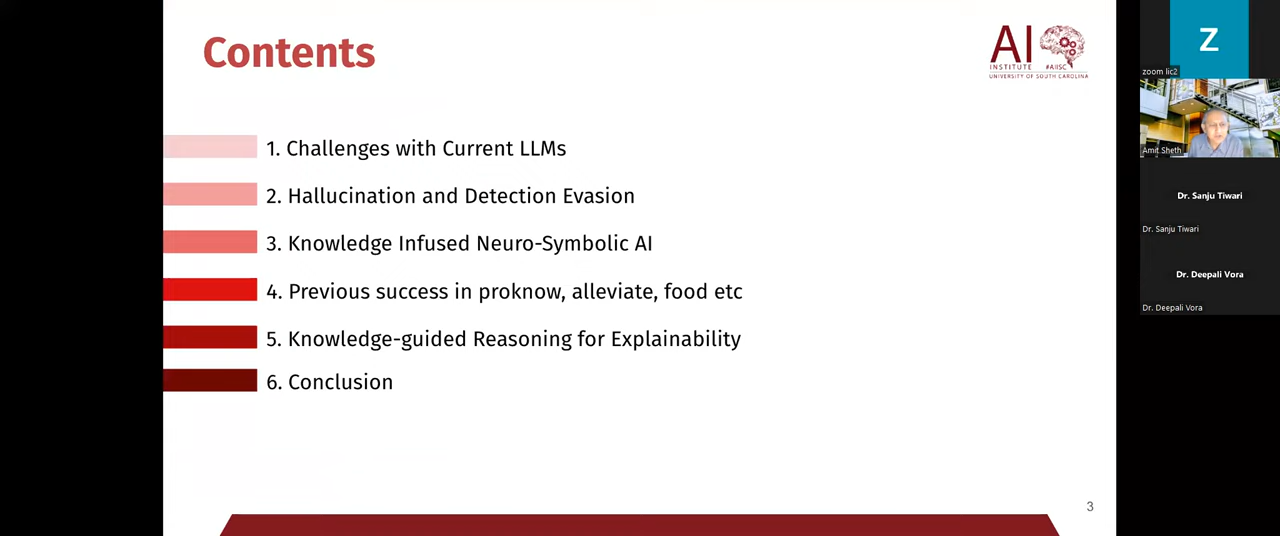 Contents
AI
INSTITUTE #AIISC
UNIVERSITY OF SOUTH CAROLINA
1. Challenges with Current LLMs
2. Hallucination and Detection Evasion
3. Knowledge Infused Neuro-Symbolic AI
4. Previous success in proknow, alleviate, food etc
5. Knowledge-guided Reasoning for Explainability
6. Conclusion
3
Z
zoom lic2
Amit Sheth
Dr. Sanju Tiwari
Dr. Sanju Tiwari
Dr. Deepali Vora
Dr. Deepali Vora